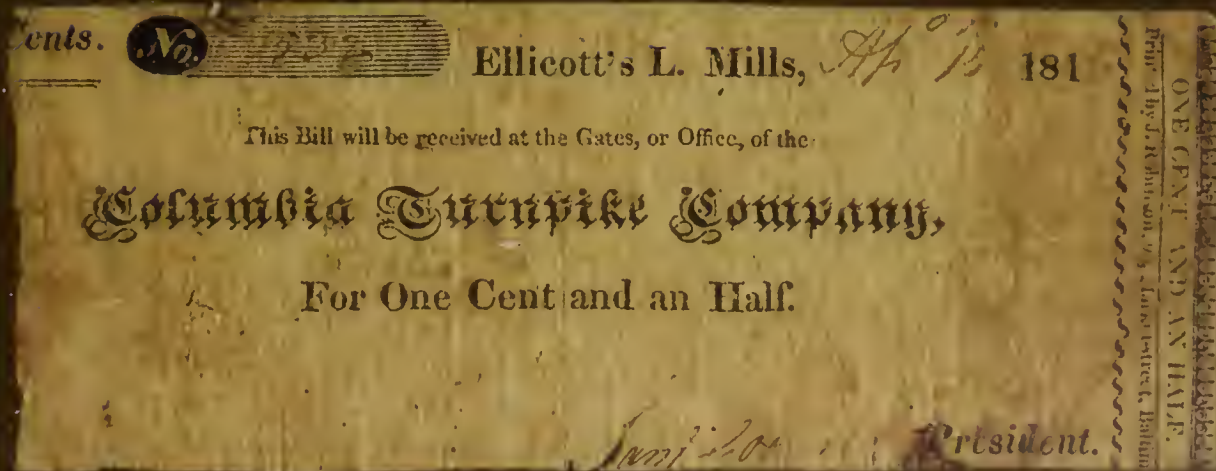 Cents. No. 232 Ellicott's L. Mills, 181
This Bill will be received at the Gates, or Office, of the
Columbia Turnpike Company,
For One Cent and an Half.
President.
ONE CENT AND AN HALF.